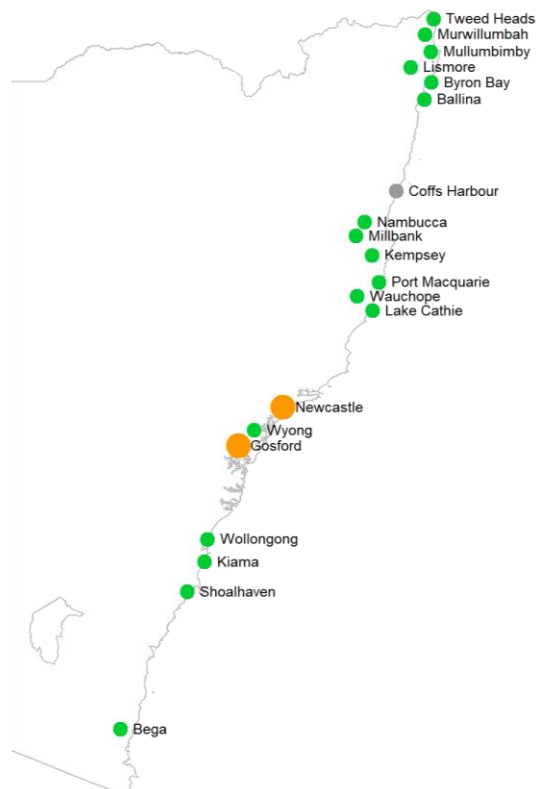 Tweed Heads
Murwillumbah
Mullumbimby
Lismore
Byron Bay
Ballina
Coffs Harbour
Nambucca
Millbank
Kempsey
Port Macquarie
Wauchope
Lake Cathie
Newcastle
Wyong
Gosford
Wollongong
Kiama
Shoalhaven
Bega